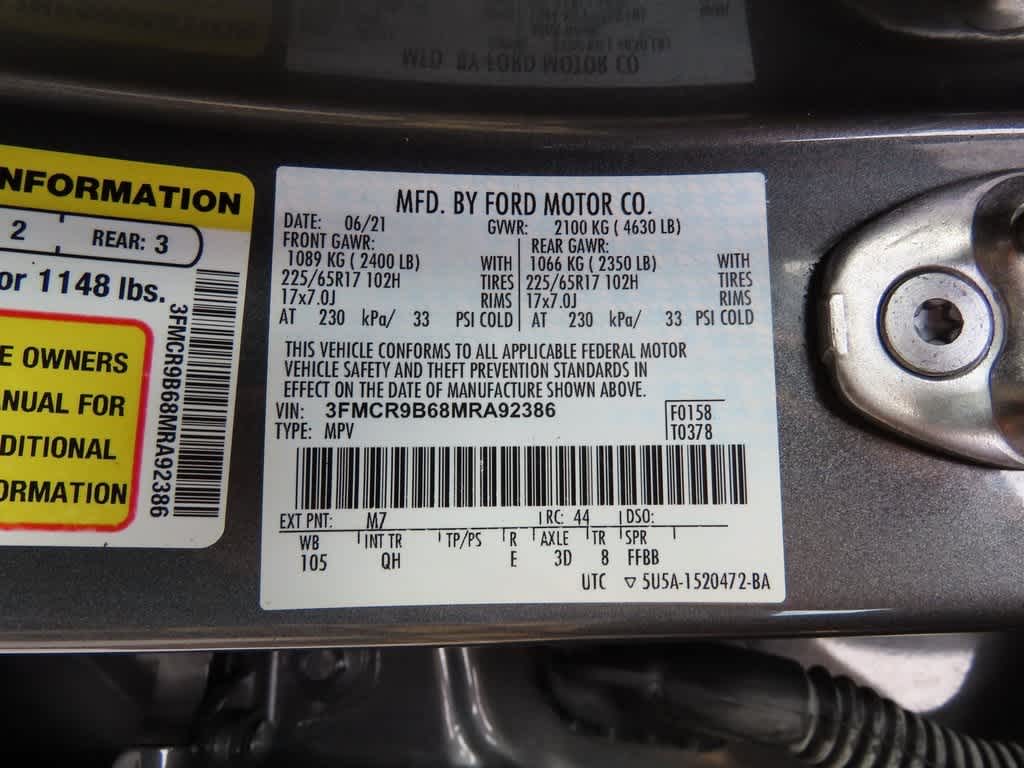 NFORMATION
2 REAR: 3
or 1148 lbs.
E OWNERS
ANUAL FOR
DITIONAL
ORMATION
3FMCR9B68MRA92386
MFD. BY FORD MOTOR CO.
DATE: 06/21 GVWR: 2100 KG ( 4630 LB)
FRONT GAWR: REAR GAWR:
1089 KG ( 2400 LB) WITH 1066 KG ( 2350 LB) WITH
225/65R17 102H TIRES 225/65R17 102H TIRES
17x7.0J RIMS 17x7.0J RIMS
AT 230 kPa/ 33 PSI COLD AT 230 kPa/ 33 PSI COLD
THIS VEHICLE CONFORMS TO ALL APPLICABLE FEDERAL MOTOR
VEHICLE SAFETY AND THEFT PREVENTION STANDARDS IN
EFFECT ON THE DATE OF MANUFACTURE SHOWN ABOVE.
VIN: 3FMCR9B68MRA92386 F0158
TYPE: MPV T0378
EXT PNT: M7 RC: 44 DSO:
WB INT TR TP/PS R AXLE TR SPR
105 QH E 3D 8 FFBB
UTC ▽ 5U5A-1520472-BA